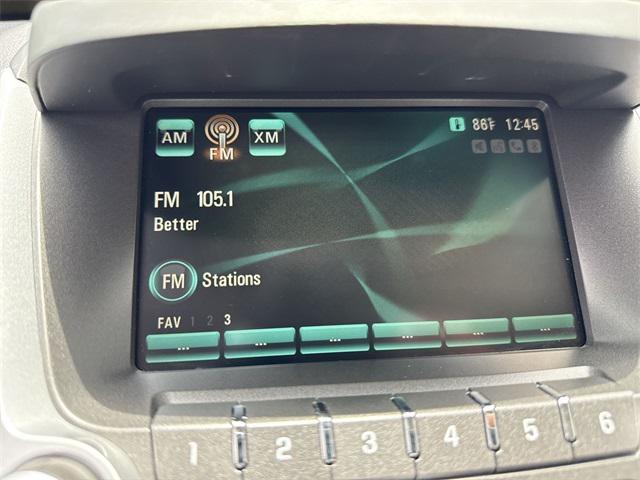 AM FM XM 86°F 12:45
FM 105.1
Better
FM Stations
FAV 1 2 3
... ... ... ... ... ...
1 2 3 4 5 6